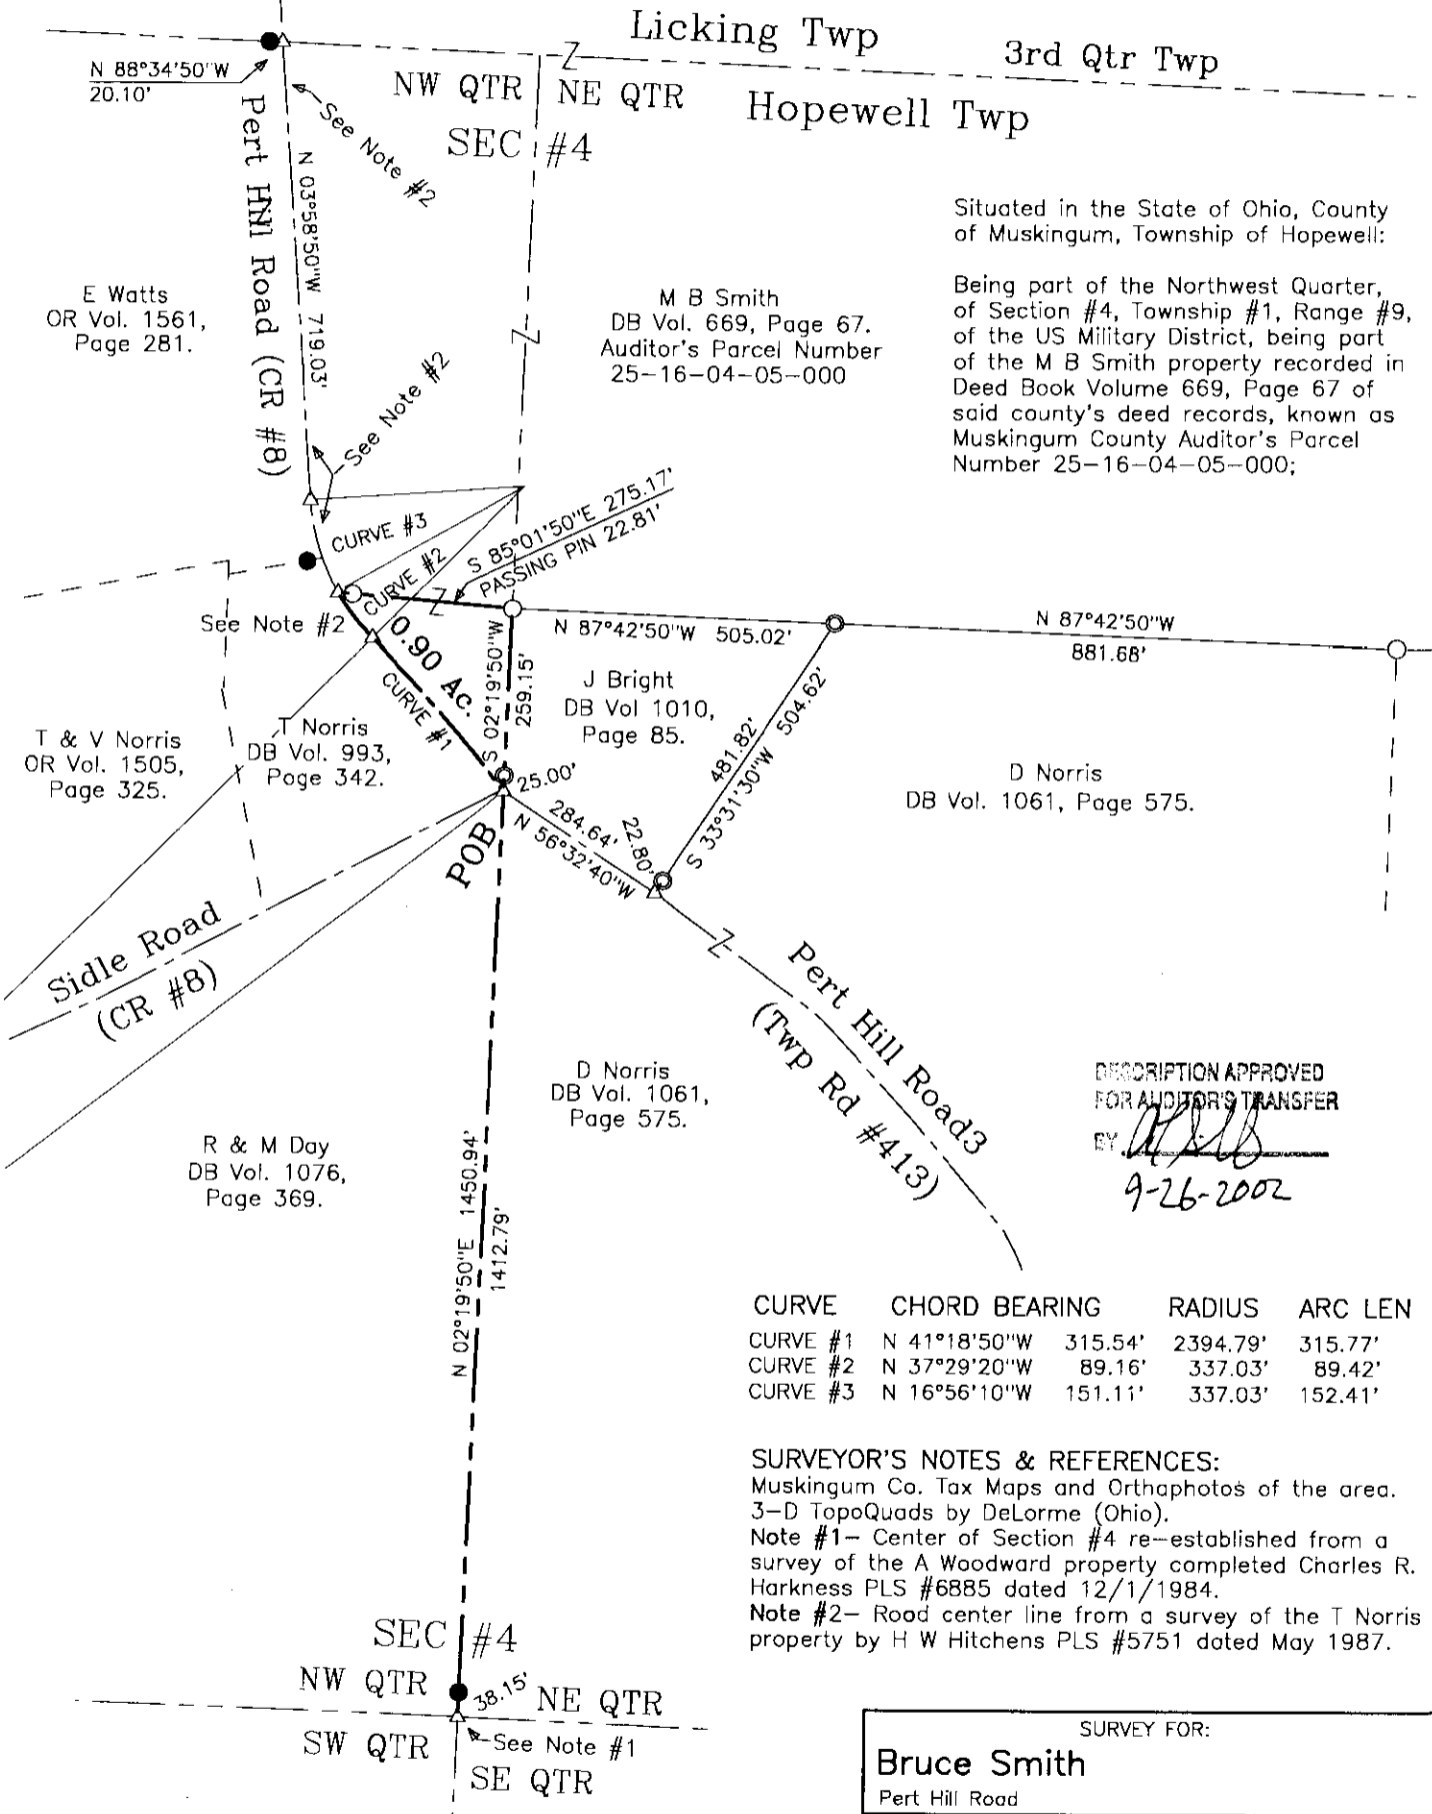 Licking Twp
3rd Qtr Twp
N 88°34'50"W
20.10'
NW QTR
NE QTR
Hopewell Twp
SEC #4
See Note #2
Pert Hill Road (CR #8)
N 03°58'50"W 719.03'
Situated in the State of Ohio, County
of Muskingum, Township of Hopewell:
Being part of the Northwest Quarter,
of Section #4, Township #1, Range #9,
of the US Military District, being part
of the M B Smith property recorded in
Deed Book Volume 669, Page 67 of
said county's deed records, known as
Muskingum County Auditor's Parcel
Number 25-16-04-05-000;
E Watts
OR Vol. 1561,
Page 281.
M B Smith
DB Vol. 669, Page 67.
Auditor's Parcel Number
25-16-04-05-000
See Note #2
CURVE #3
CURVE #2
S 85°01'50"E 275.17'
PASSING PIN 22.81'
See Note #2
0.90 Ac.
CURVE #1
S 02°19'50"W
259.15'
N 87°42'50"W 505.02'
N 87°42'50"W
881.68'
J Bright
DB Vol 1010,
Page 85.
T & V Norris
OR Vol. 1505,
Page 325.
T Norris
DB Vol. 993,
Page 342.
481.82'
S 33°31'30"W 504.62'
D Norris
DB Vol. 1061, Page 575.
25.00'
284.64'
N 56°32'40"W
22.80'
POB
Sidle Road
(CR #8)
Pert Hill Road3
(Twp Rd #413)
D Norris
DB Vol. 1061,
Page 575.
DESCRIPTION APPROVED
FOR AUDITOR'S TRANSFER
BY
9-26-2002
R & M Day
DB Vol. 1076,
Page 369.
N 02°19'50"E 1450.94'
1412.79'
CURVE CHORD BEARING RADIUS ARC LEN
CURVE #1 N 41°18'50"W 315.54' 2394.79' 315.77'
CURVE #2 N 37°29'20"W 89.16' 337.03' 89.42'
CURVE #3 N 16°56'10"W 151.11' 337.03' 152.41'
SURVEYOR'S NOTES & REFERENCES:
Muskingum Co. Tax Maps and Orthaphotos of the area.
3-D TopoQuads by DeLorme (Ohio).
Note #1- Center of Section #4 re-established from a
survey of the A Woodward property completed Charles R.
Harkness PLS #6885 dated 12/1/1984.
Note #2- Road center line from a survey of the T Norris
property by H W Hitchens PLS #5751 dated May 1987.
SEC #4
NW QTR
38.15'
NE QTR
SW QTR
See Note #1
SE QTR
SURVEY FOR:
Bruce Smith
Pert Hill Road